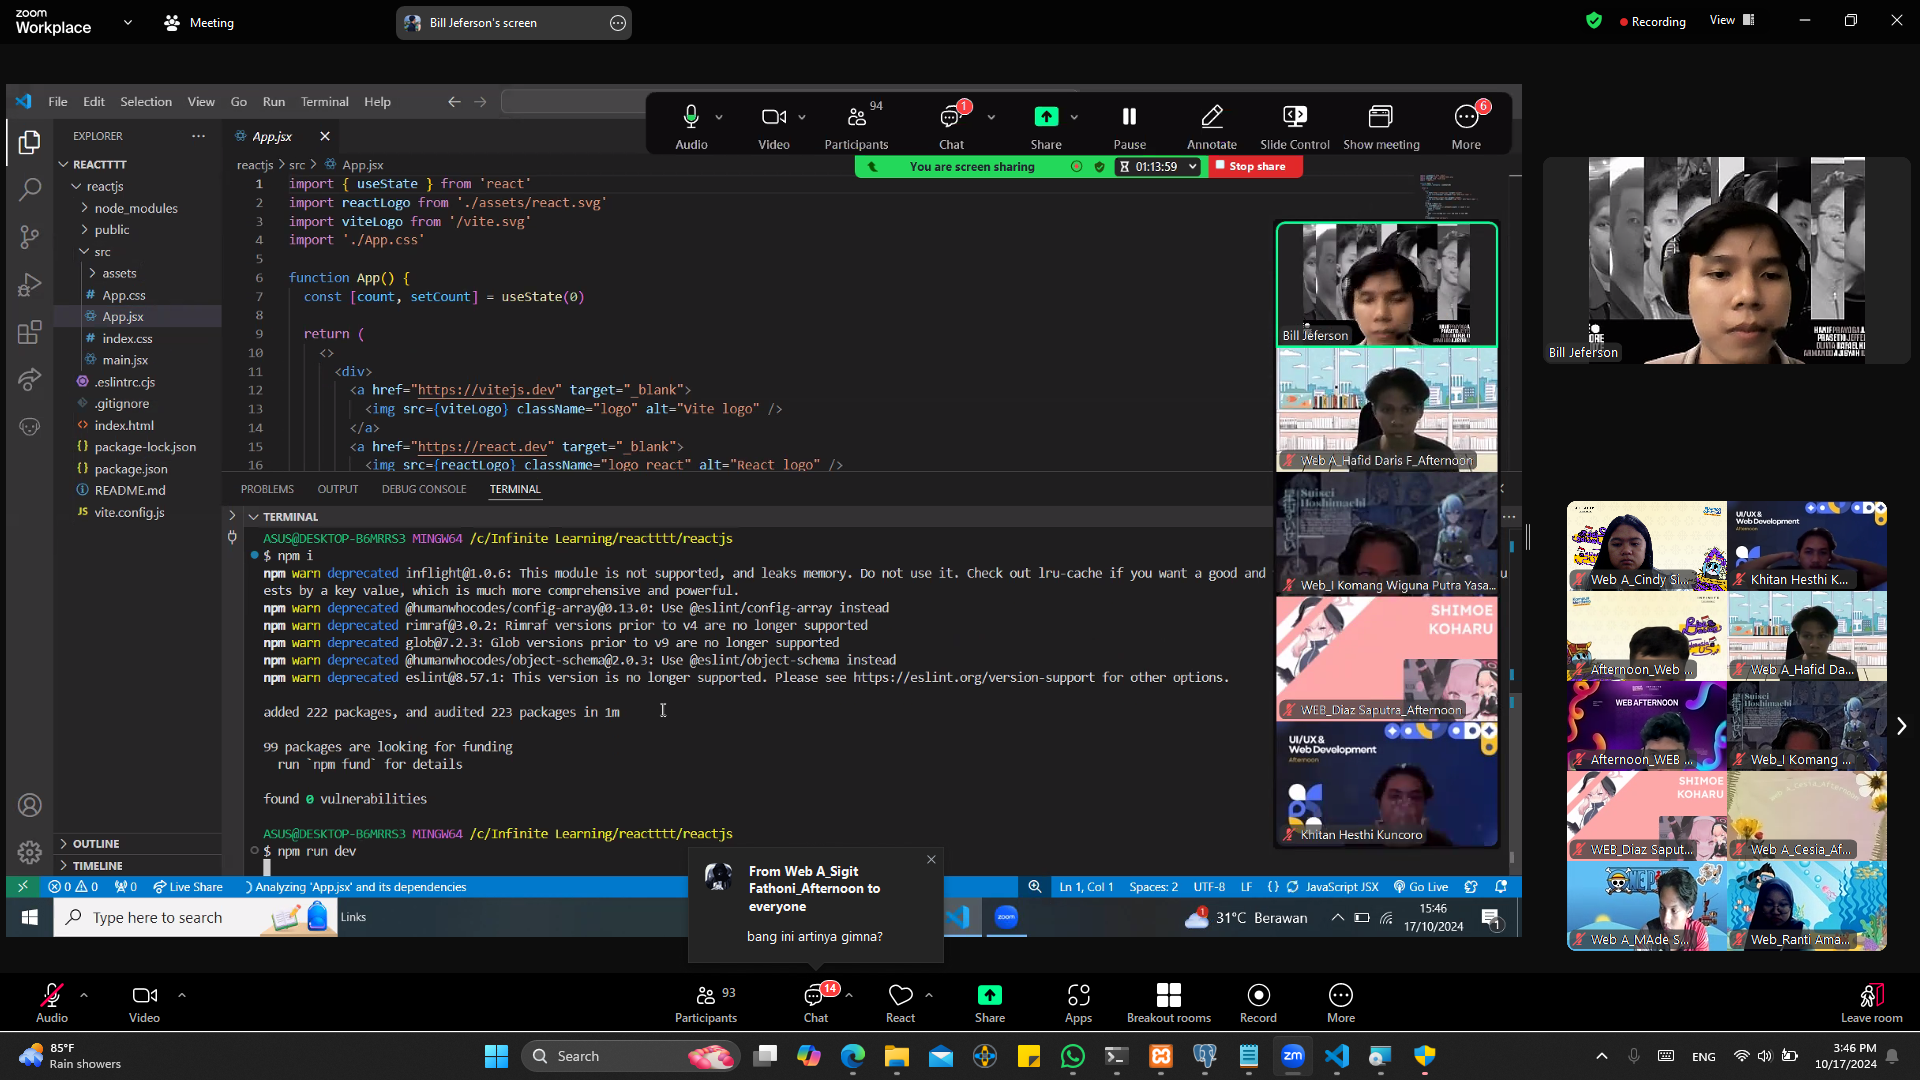 zoom
Workplace
Meeting
Bill Jeferson's screen
Recording
View
File Edit Selection View Go Run Terminal Help
Audio
Video
94
Participants
1
Chat
Share
Pause
Annotate
Slide Control
Show meeting
6
More
You are screen sharing
01:13:59
Stop share
EXPLORER
REACTTTT
reactjs
node_modules
public
src
assets
# App.css
App.jsx
# index.css
main.jsx
.eslintrc.cjs
.gitignore
<> index.html
{} package-lock.json
{} package.json
README.md
JS vite.config.js
OUTLINE
TIMELINE
App.jsx
reactjs > src > App.jsx
1 import { useState } from 'react'
2 import reactLogo from './assets/react.svg'
3 import viteLogo from '/vite.svg'
4 import './App.css'
5
6 function App() {
7 const [count, setCount] = useState(0)
8
9 return (
10 <>
11 <div>
12 <a href="https://vitejs.dev" target="_blank">
13 <img src={viteLogo} className="logo" alt="Vite logo" />
14 </a>
15 <a href="https://react.dev" target="_blank">
16 <img src={reactLogo} className="logo react" alt="React logo" />
PROBLEMS OUTPUT DEBUG CONSOLE TERMINAL
TERMINAL
ASUS@DESKTOP-B6MRRS3 MINGW64 /c/Infinite Learning/reactttt/reactjs
$ npm i
npm warn deprecated inflight@1.0.6: This module is not supported, and leaks memory. Do not use it. Check out lru-cache if you want a good and
ests by a key value, which is much more comprehensive and powerful.
npm warn deprecated @humanwhocodes/config-array@0.13.0: Use @eslint/config-array instead
npm warn deprecated rimraf@3.0.2: Rimraf versions prior to v4 are no longer supported
npm warn deprecated glob@7.2.3: Glob versions prior to v9 are no longer supported
npm warn deprecated @humanwhocodes/object-schema@2.0.3: Use @eslint/object-schema instead
npm warn deprecated eslint@8.57.1: This version is no longer supported. Please see https://eslint.org/version-support for other options.
added 222 packages, and audited 223 packages in 1m
99 packages are looking for funding
run `npm fund` for details
found 0 vulnerabilities
ASUS@DESKTOP-B6MRRS3 MINGW64 /c/Infinite Learning/reactttt/reactjs
$ npm run dev
0 0 0 Live Share Analyzing 'App.jsx' and its dependencies
Ln 1, Col 1 Spaces: 2 UTF-8 LF {} JavaScript JSX Go Live
Type here to search
Links
31°C Berawan
15:46
17/10/2024
1
From Web A_Sigit
Fathoni_Afternoon to
everyone
bang ini artinya gimna?
Bill Jeferson
Web A_Hafid Daris F_Afternoon
Suisei
Hoshimachi
Web_I Komang Wiguna Putra Yasa...
SHIMOE
KOHARU
WEB_Diaz Saputra_Afternoon
UI/UX &
Web Development
Afternoon
Khitan Hesthi Kuncoro
Bill Jeferson
Web A_Cindy Si...
UI/UX &
Web Development
Khitan Hesthi K...
Afternoon_Web ...
Web A_Hafid Da...
WEB AFTERNOON
Afternoon_WEB ...
Hoshimachi
Web_I Komang ...
SHIMOE
KOHARU
WEB_Diaz Saput...
Web A_Cesia_Af...
Web A_MAde S...
Web_Ranti Ama...
Audio
Video
93
Participants
14
Chat
React
Share
Apps
Breakout rooms
Record
More
Leave room
85°F
Rain showers
Search
zm
ENG
3:46 PM
10/17/2024